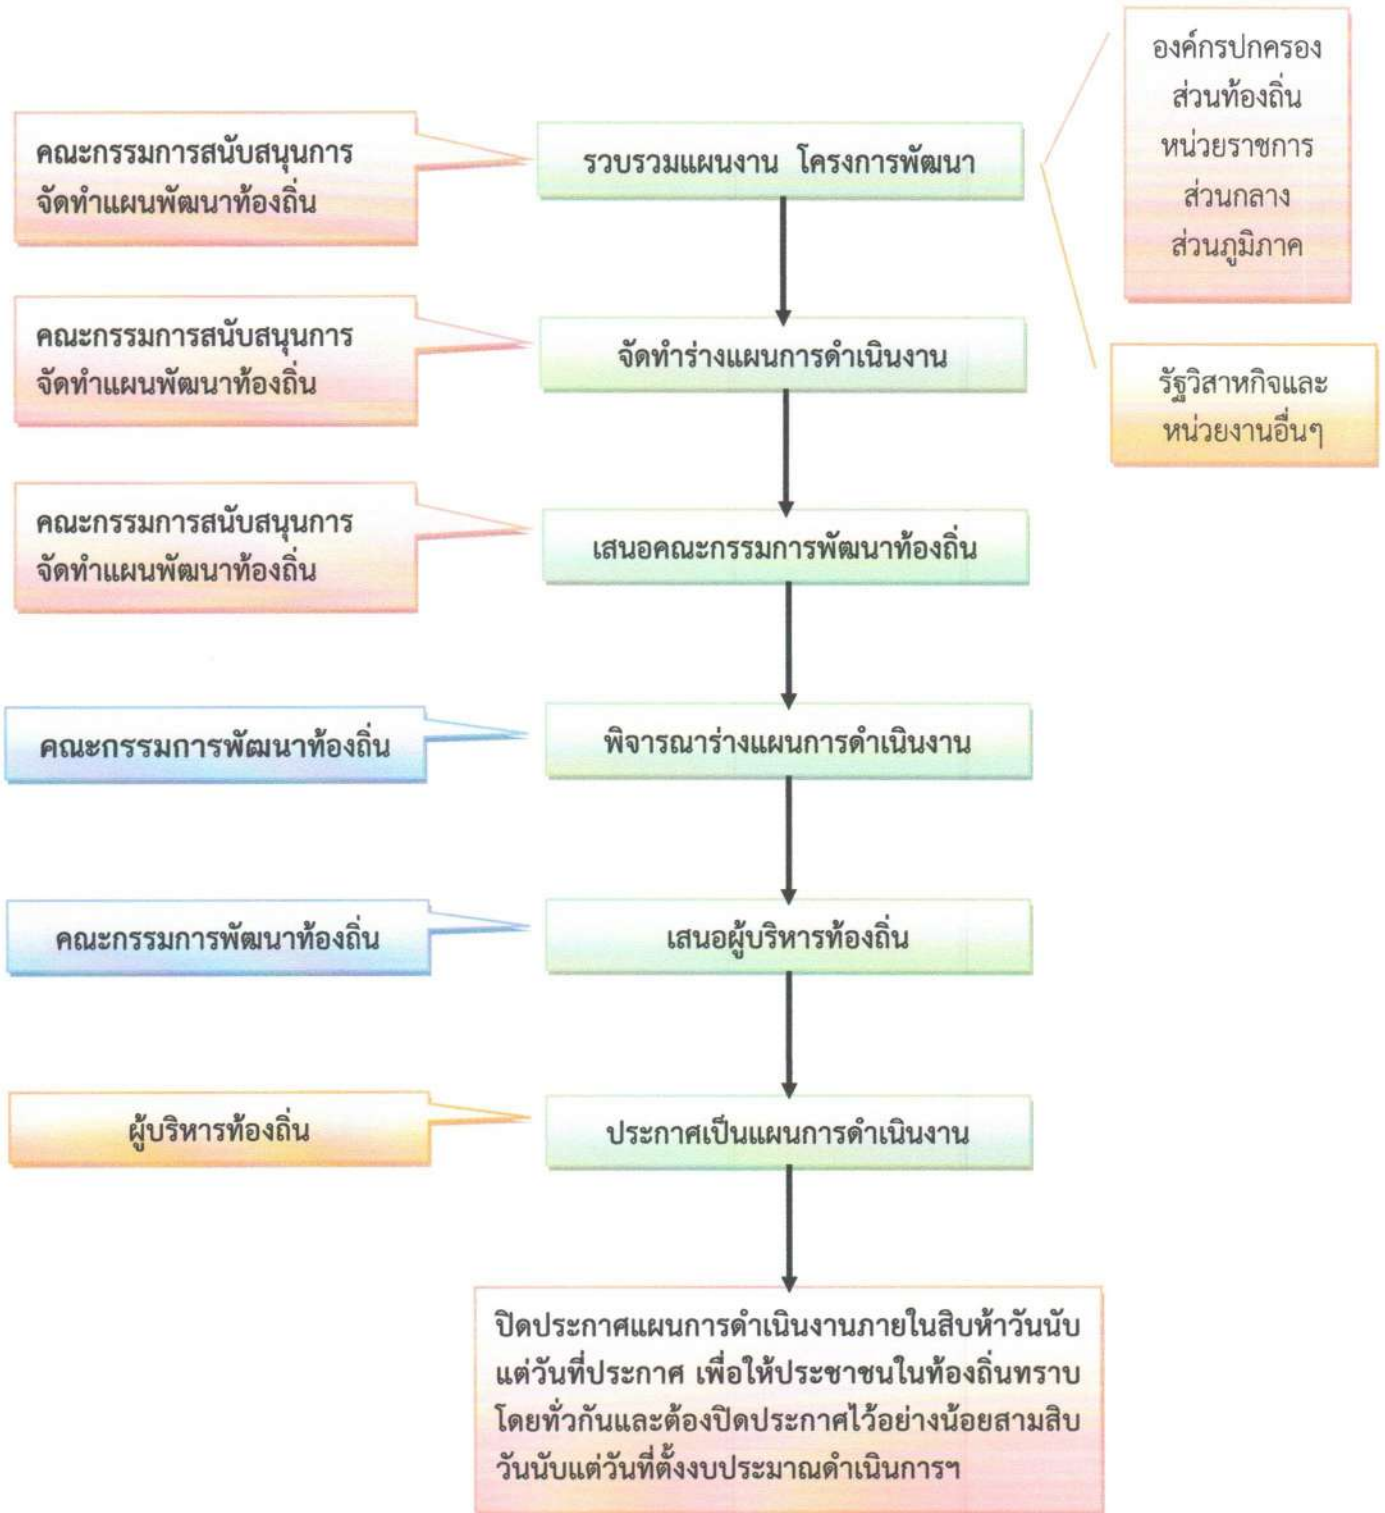 องค์กรปกครอง
ส่วนท้องถิ่น
หน่วยราชการ
ส่วนกลาง
ส่วนภูมิภาค
คณะกรรมการสนับสนุนการ
จัดทำแผนพัฒนาท้องถิ่น
รวบรวมแผนงาน โครงการพัฒนา
คณะกรรมการสนับสนุนการ
จัดทำแผนพัฒนาท้องถิ่น
จัดทำร่างแผนการดำเนินงาน
รัฐวิสาหกิจและ
หน่วยงานอื่นๆ
คณะกรรมการสนับสนุนการ
จัดทำแผนพัฒนาท้องถิ่น
เสนอคณะกรรมการพัฒนาท้องถิ่น
คณะกรรมการพัฒนาท้องถิ่น
พิจารณาร่างแผนการดำเนินงาน
คณะกรรมการพัฒนาท้องถิ่น
เสนอผู้บริหารท้องถิ่น
ผู้บริหารท้องถิ่น
ประกาศเป็นแผนการดำเนินงาน
ปิดประกาศแผนการดำเนินงานภายในสิบห้าวันนับ
แต่วันที่ประกาศ เพื่อให้ประชาชนในท้องถิ่นทราบ
โดยทั่วกันและต้องปิดประกาศไว้อย่างน้อยสามสิบ
วันนับแต่วันที่ตั้งงบประมาณดำเนินการฯ